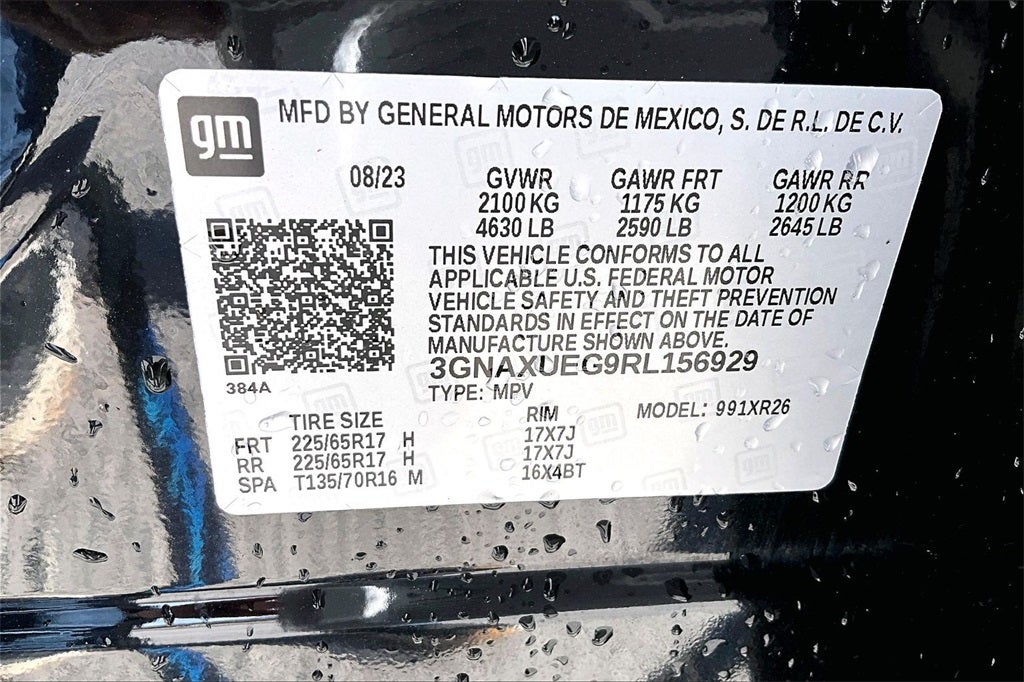 gm
MFD BY GENERAL MOTORS DE MEXICO, S. DE R.L. DE C.V.
08/23 GVWR GAWR FRT GAWR RR
2100 KG 1175 KG 1200 KG
4630 LB 2590 LB 2645 LB
THIS VEHICLE CONFORMS TO ALL
APPLICABLE U.S. FEDERAL MOTOR
VEHICLE SAFETY AND THEFT PREVENTION
STANDARDS IN EFFECT ON THE DATE OF
MANUFACTURE SHOWN ABOVE.
3GNAXUEG9RL156929
384A
TYPE: MPV
TIRE SIZE RIM MODEL: 991XR26
FRT 225/65R17 H 17X7J
RR 225/65R17 H 17X7J
SPA T135/70R16 M 16X4BT